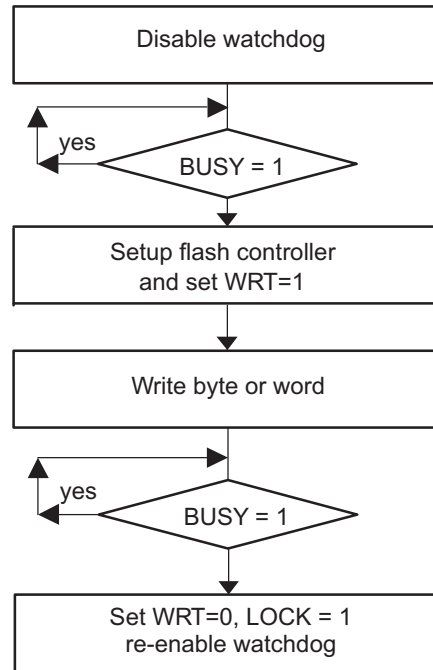 Disable watchdog
yes
BUSY = 1
Setup flash controller
and set WRT=1
Write byte or word
yes
BUSY = 1
Set WRT=0, LOCK = 1
re-enable watchdog